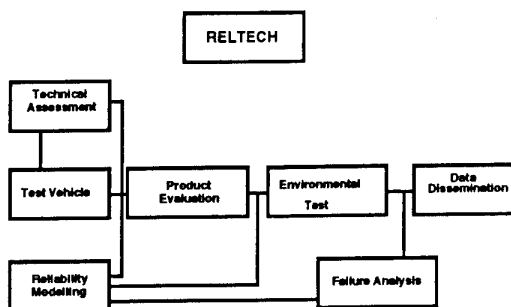 RELTECH
Technical
Assessment
Test Vehicle
Product
Evaluation
Environmental
Test
Data
Dissemination
Reliability
Modelling
Failure Analysis